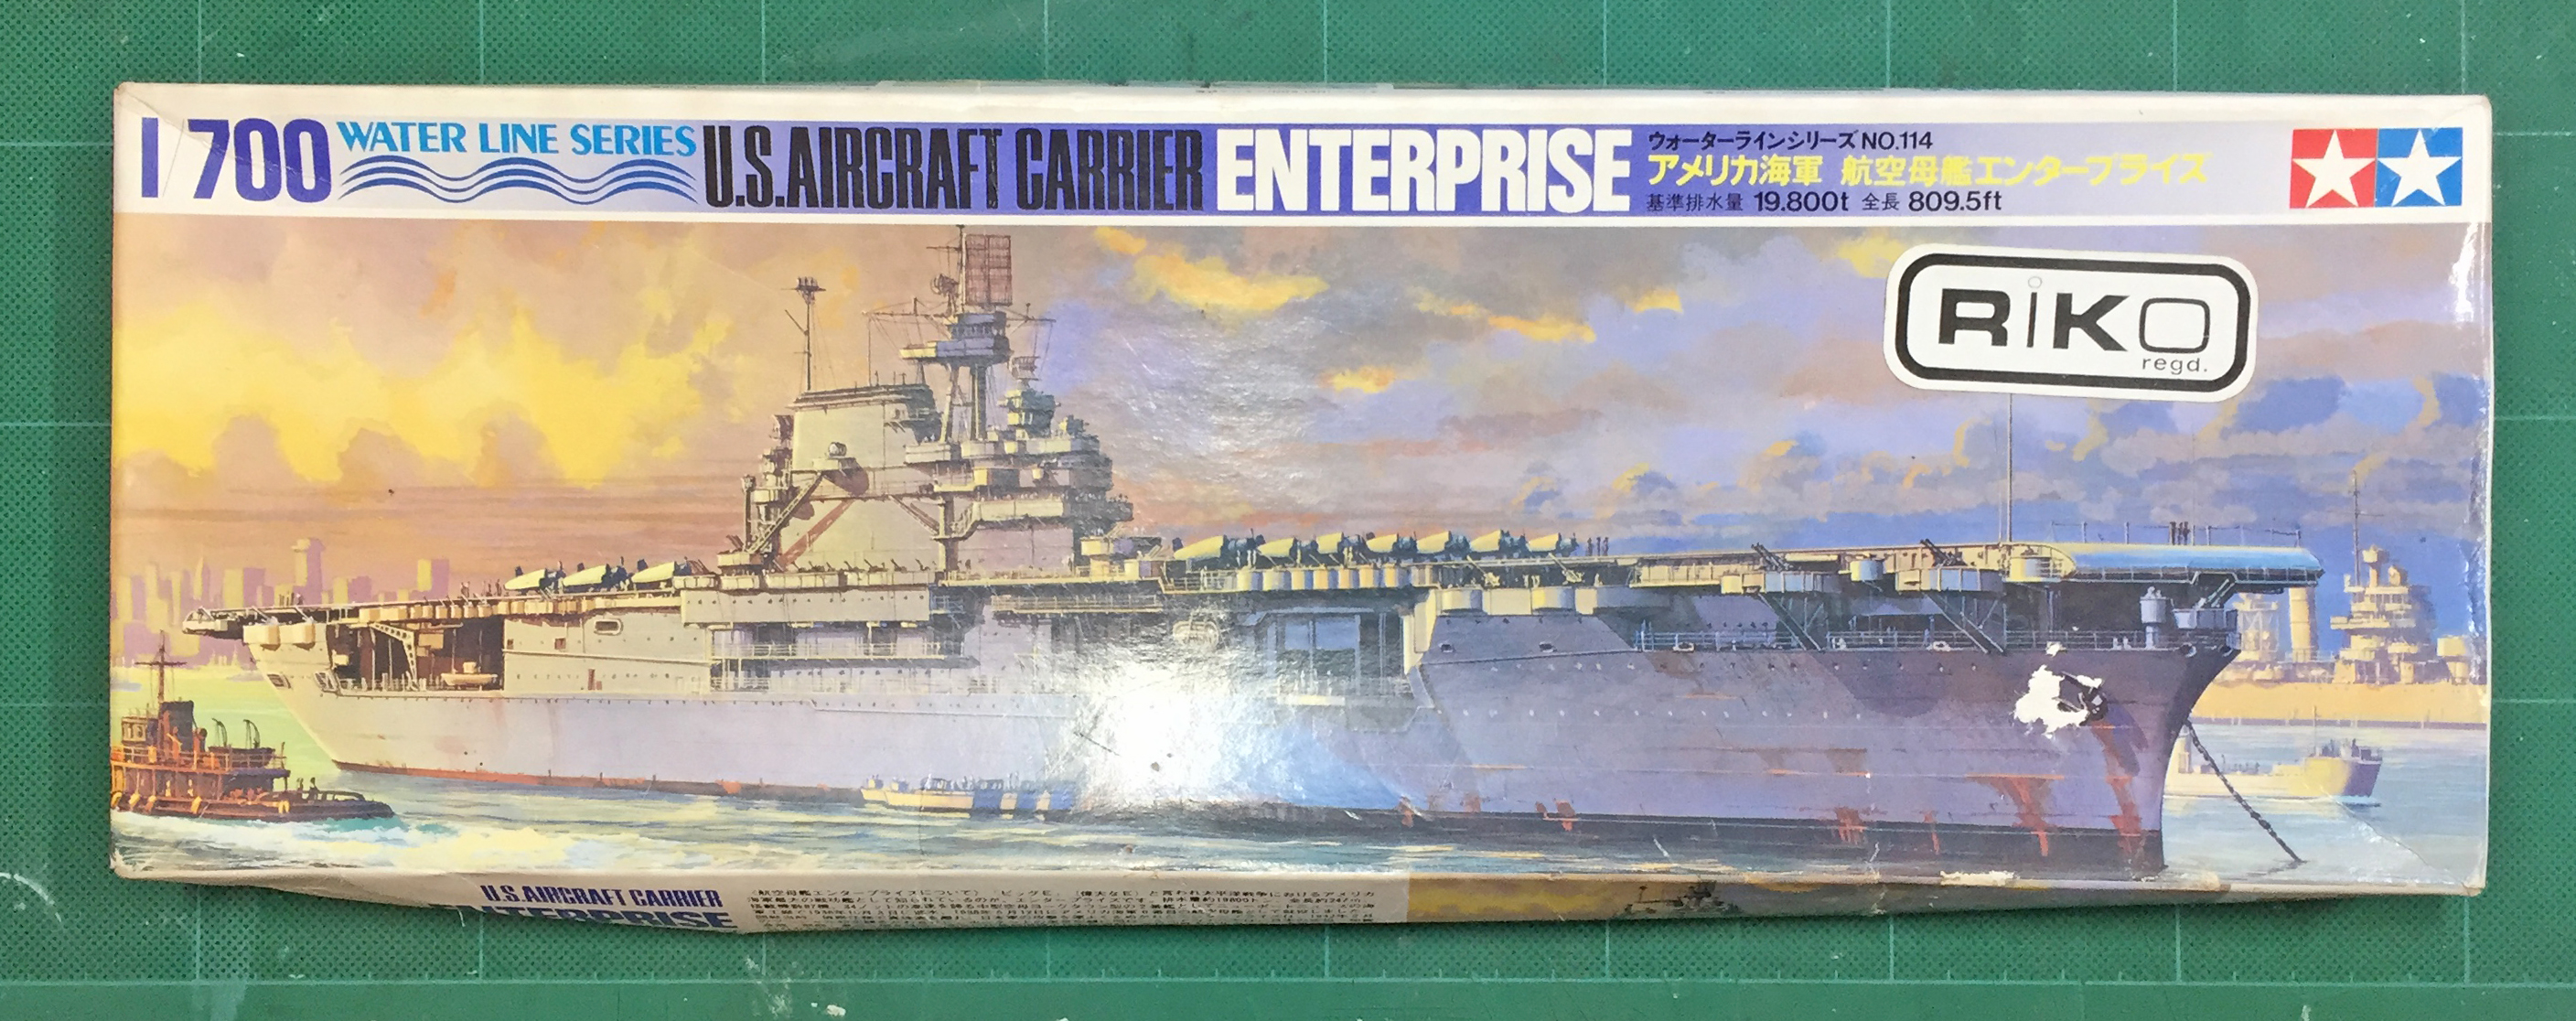 1/700
WATER LINE SERIES
U.S. AIRCRAFT CARRIER ENTERPRISE
ウォーターラインシリーズ NO.114
アメリカ海軍 航空母艦エンタープライズ
基準排水量 19.800t 全長 809.5ft
RiKO
regd.
U.S. AIRCRAFT CARRIER
ENTERPRISE